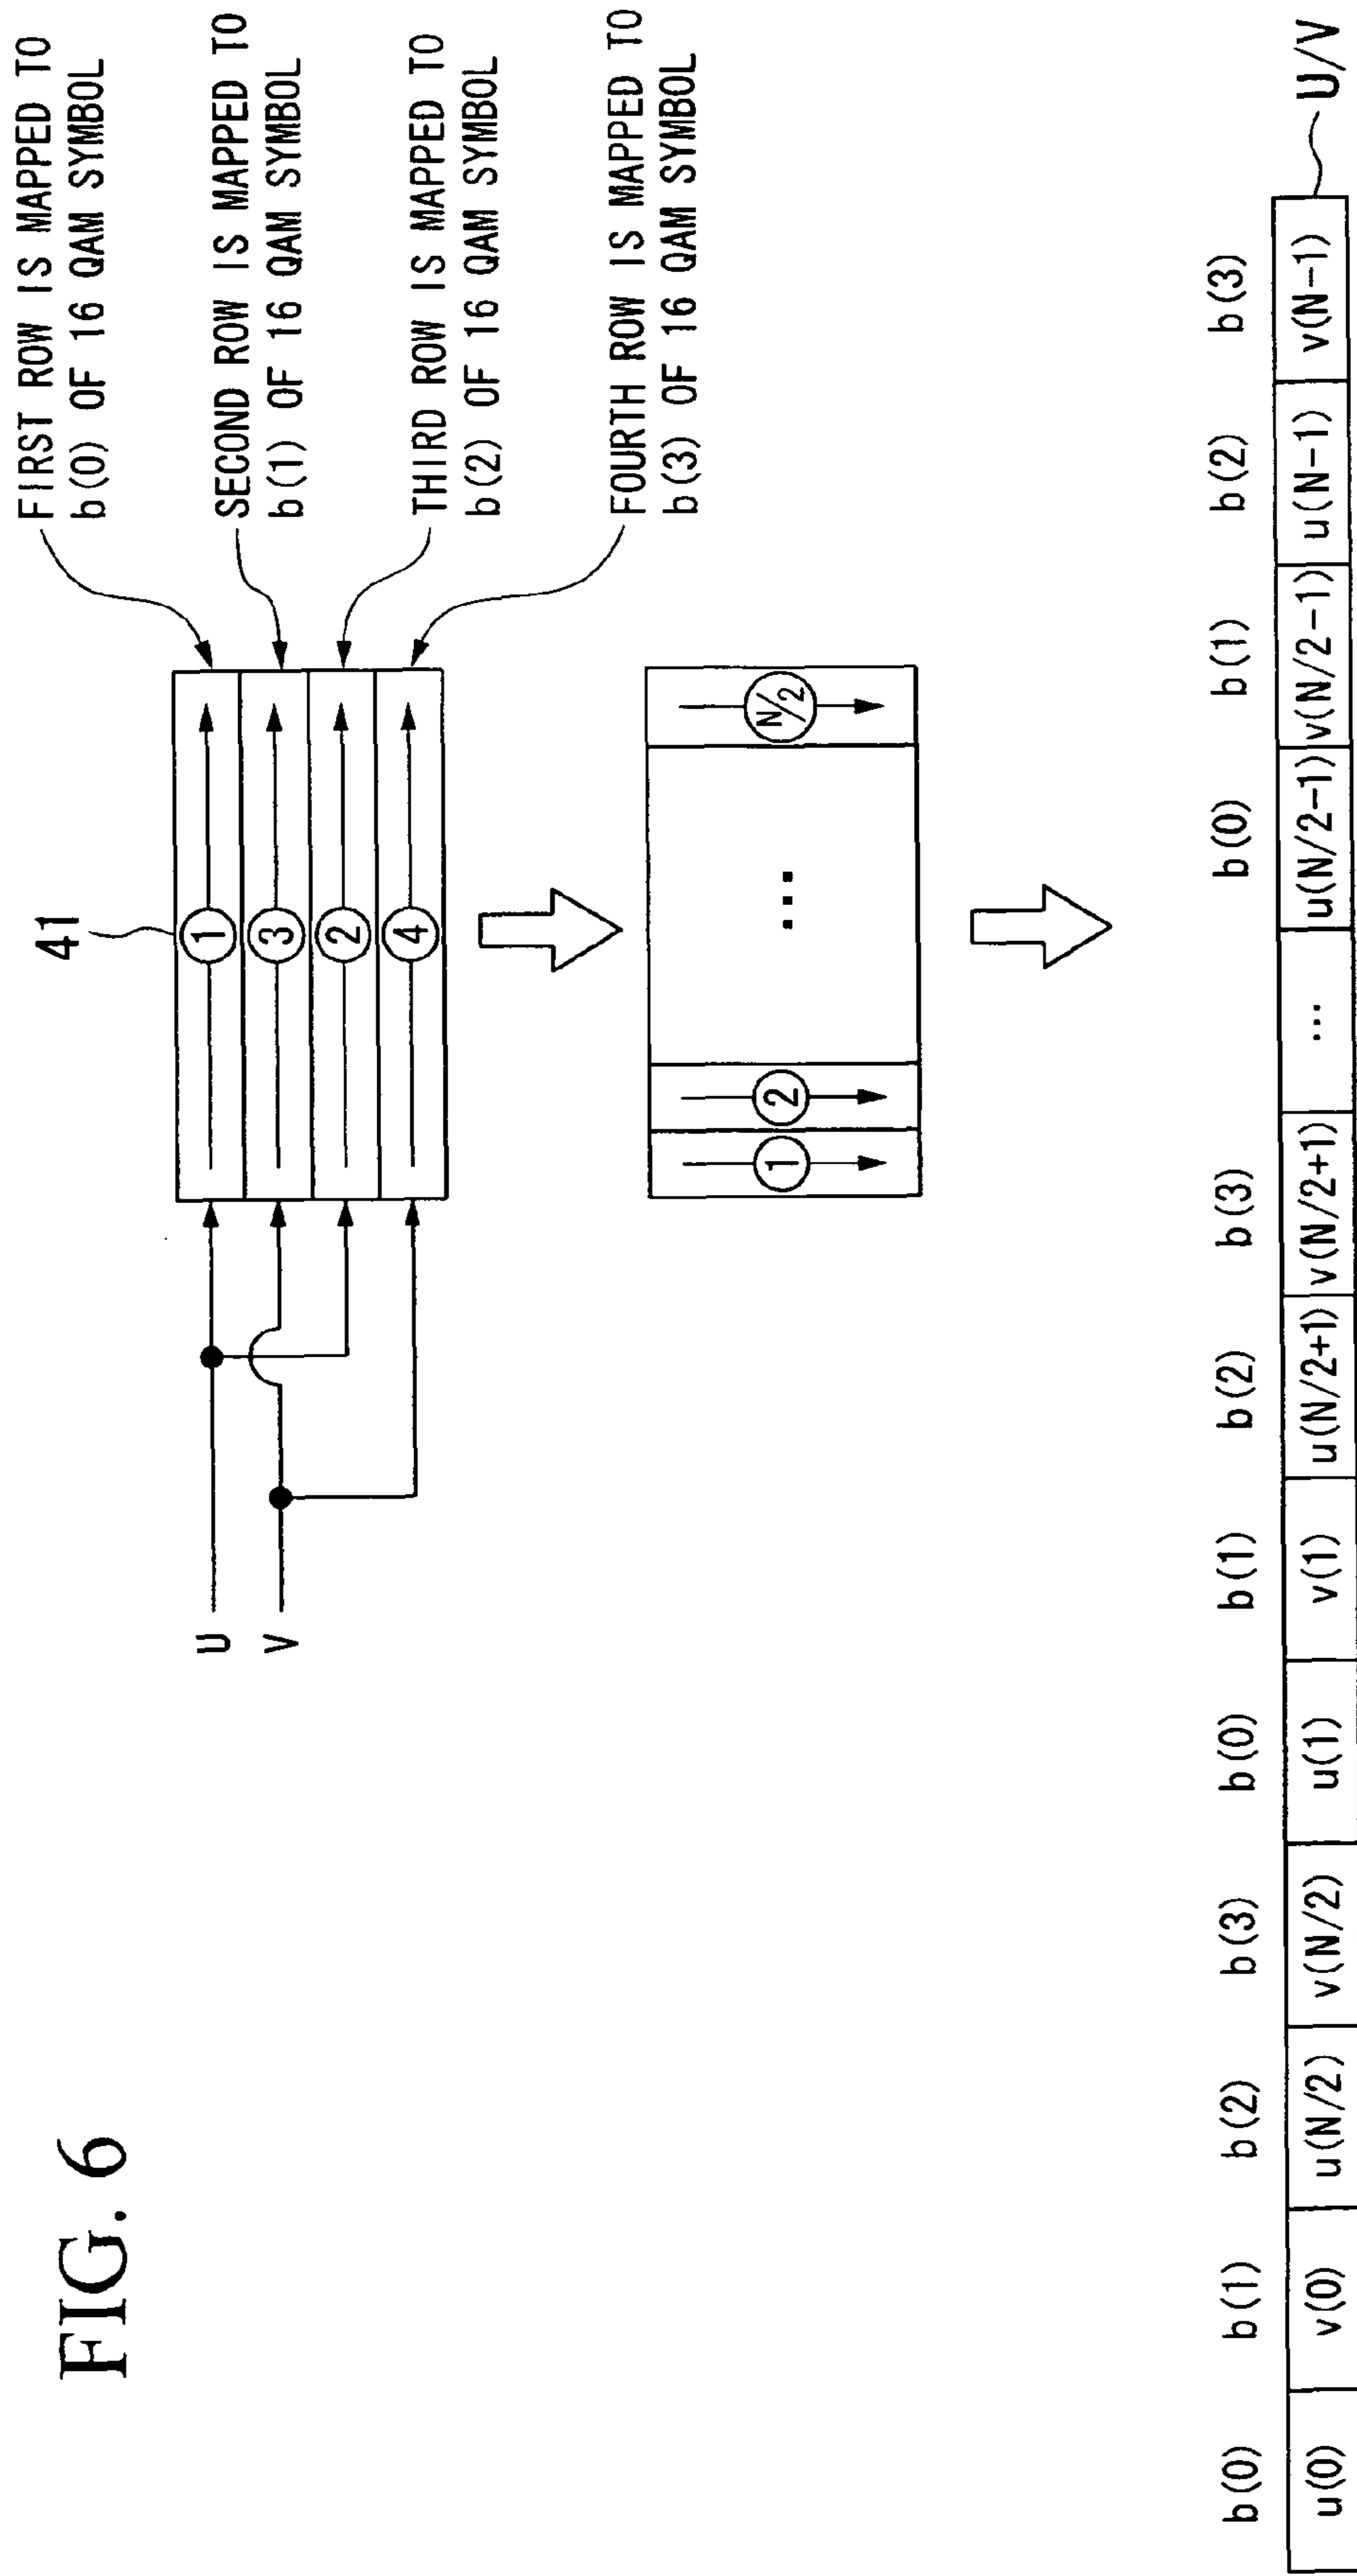 FIG. 6
41
U
V
1
3
2
4
FIRST ROW IS MAPPED TO
b(0) OF 16 QAM SYMBOL
SECOND ROW IS MAPPED TO
b(1) OF 16 QAM SYMBOL
THIRD ROW IS MAPPED TO
b(2) OF 16 QAM SYMBOL
FOURTH ROW IS MAPPED TO
b(3) OF 16 QAM SYMBOL
1 2 ... N/2
b(0) b(1) b(2) b(3) b(0) b(1) b(2) b(3) b(0) b(1) b(2) b(3)
u(0) v(0) u(N/2) v(N/2) u(1) v(1) u(N/2+1) v(N/2+1) ... u(N/2-1) v(N/2-1) u(N-1) v(N-1) U/V